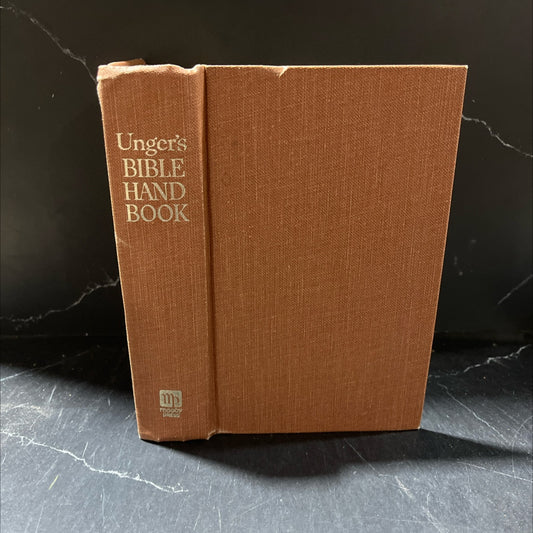 Unger's
BIBLE
HAND
BOOK
mp
MOODY
PRESS